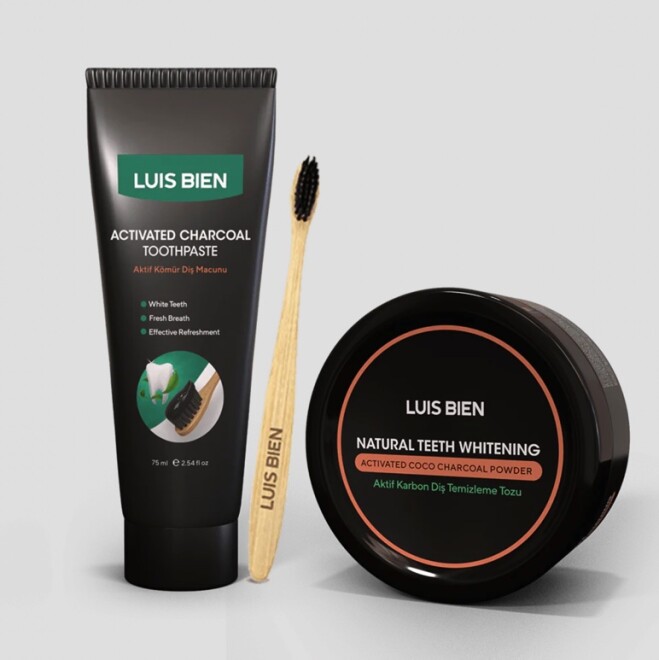 LUIS BIEN
ACTIVATED CHARCOAL
TOOTHPASTE
Aktif Kömür Diş Macunu
White Teeth
Fresh Breath
Effective Refreshment
75 ml ℮ 2.54 fl oz
LUIS BIEN
LUIS BIEN
NATURAL TEETH WHITENING
ACTIVATED COCO CHARCOAL POWDER
Aktif Karbon Diş Temizleme Tozu